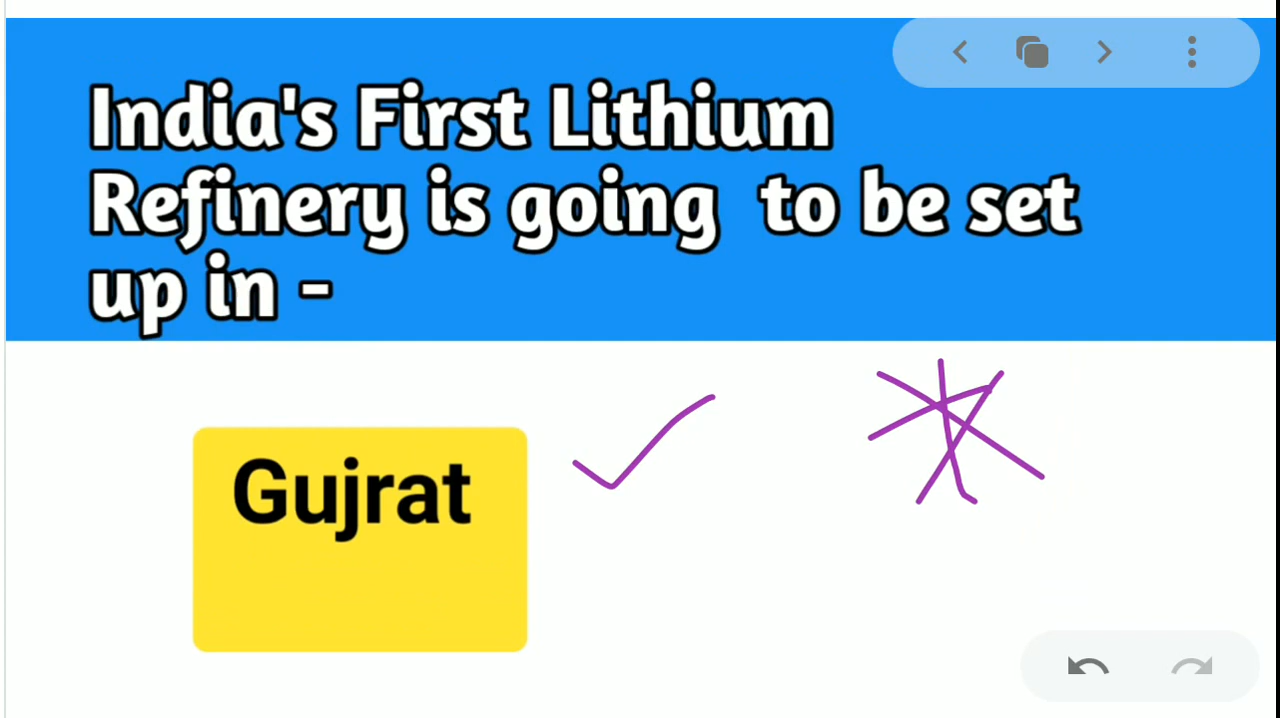 India's First Lithium
Refinery is going to be set
up in -
Gujrat